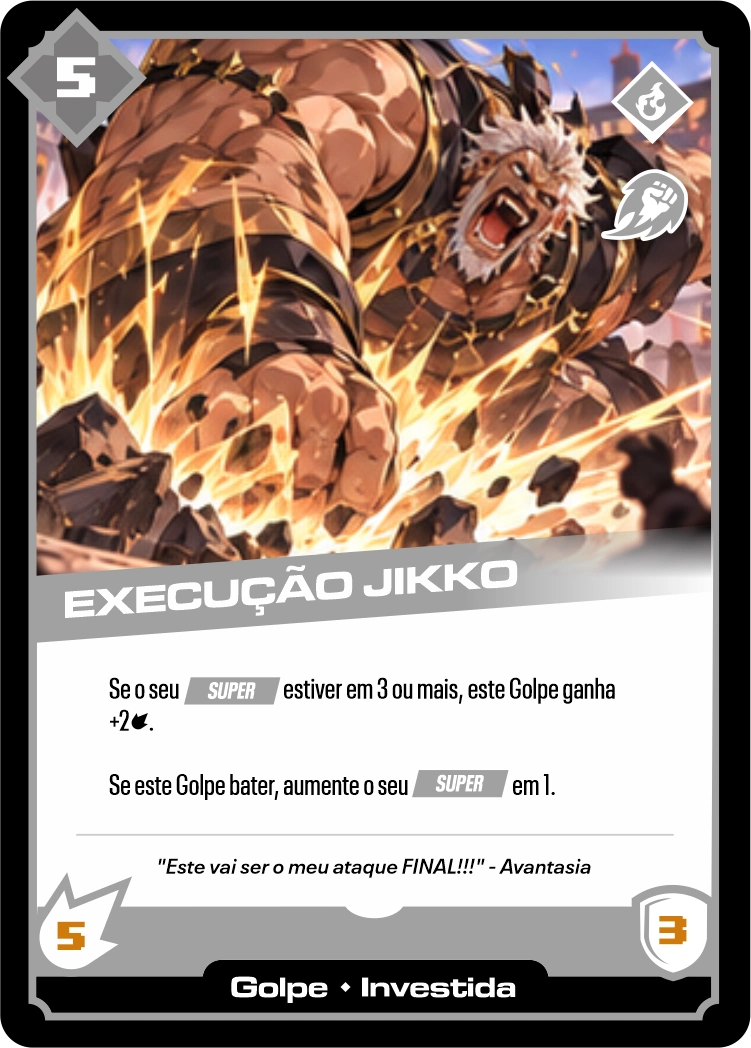 5
EXECUÇÃO JIKKO
Se o seu SUPER estiver em 3 ou mais, este Golpe ganha
+2.
Se este Golpe bater, aumente o seu SUPER em 1.
"Este vai ser o meu ataque FINAL!!!" - Avantasia
5
3
Golpe • Investida